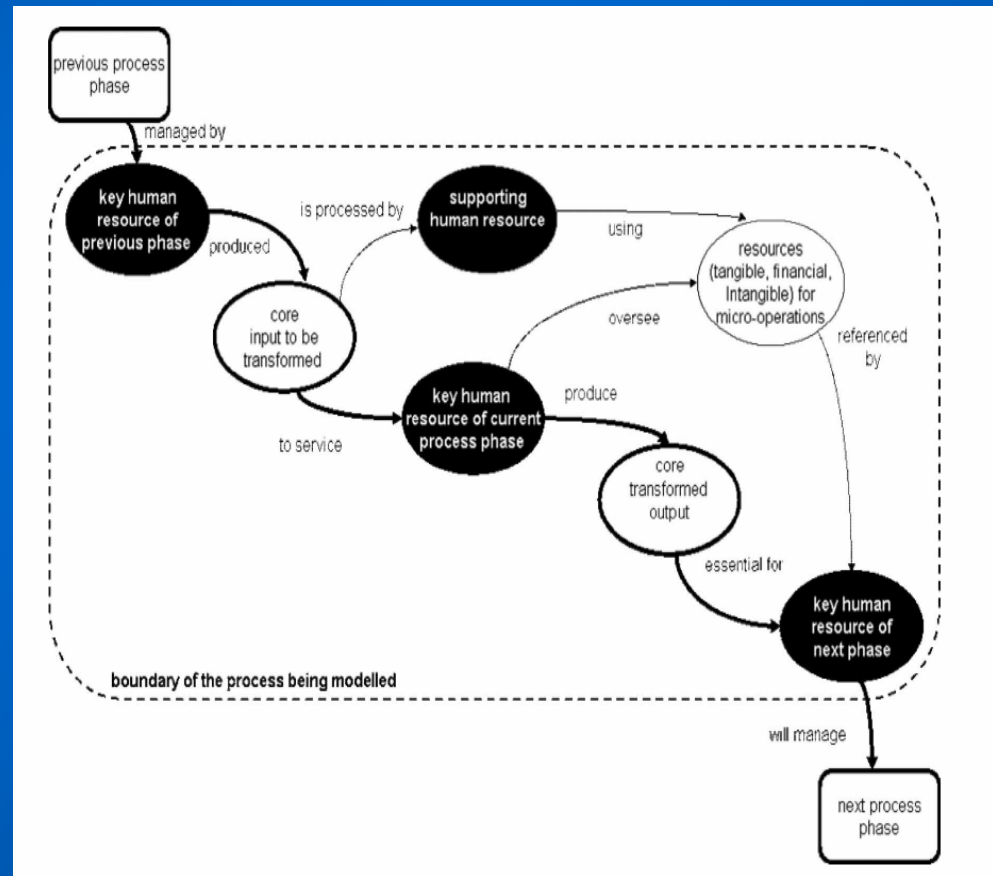 previous process
phase
managed by
key human
resource of
previous phase
produced
is processed by
supporting
human resource
using
resources
(tangible, financial,
Intangible) for
micro-operations
core
input to be
transformed
oversee
referenced
by
to service
key human
resource of current
process phase
produce
core
transformed
output
essential for
key human
resource of
next phase
boundary of the process being modelled
will manage
next process
phase